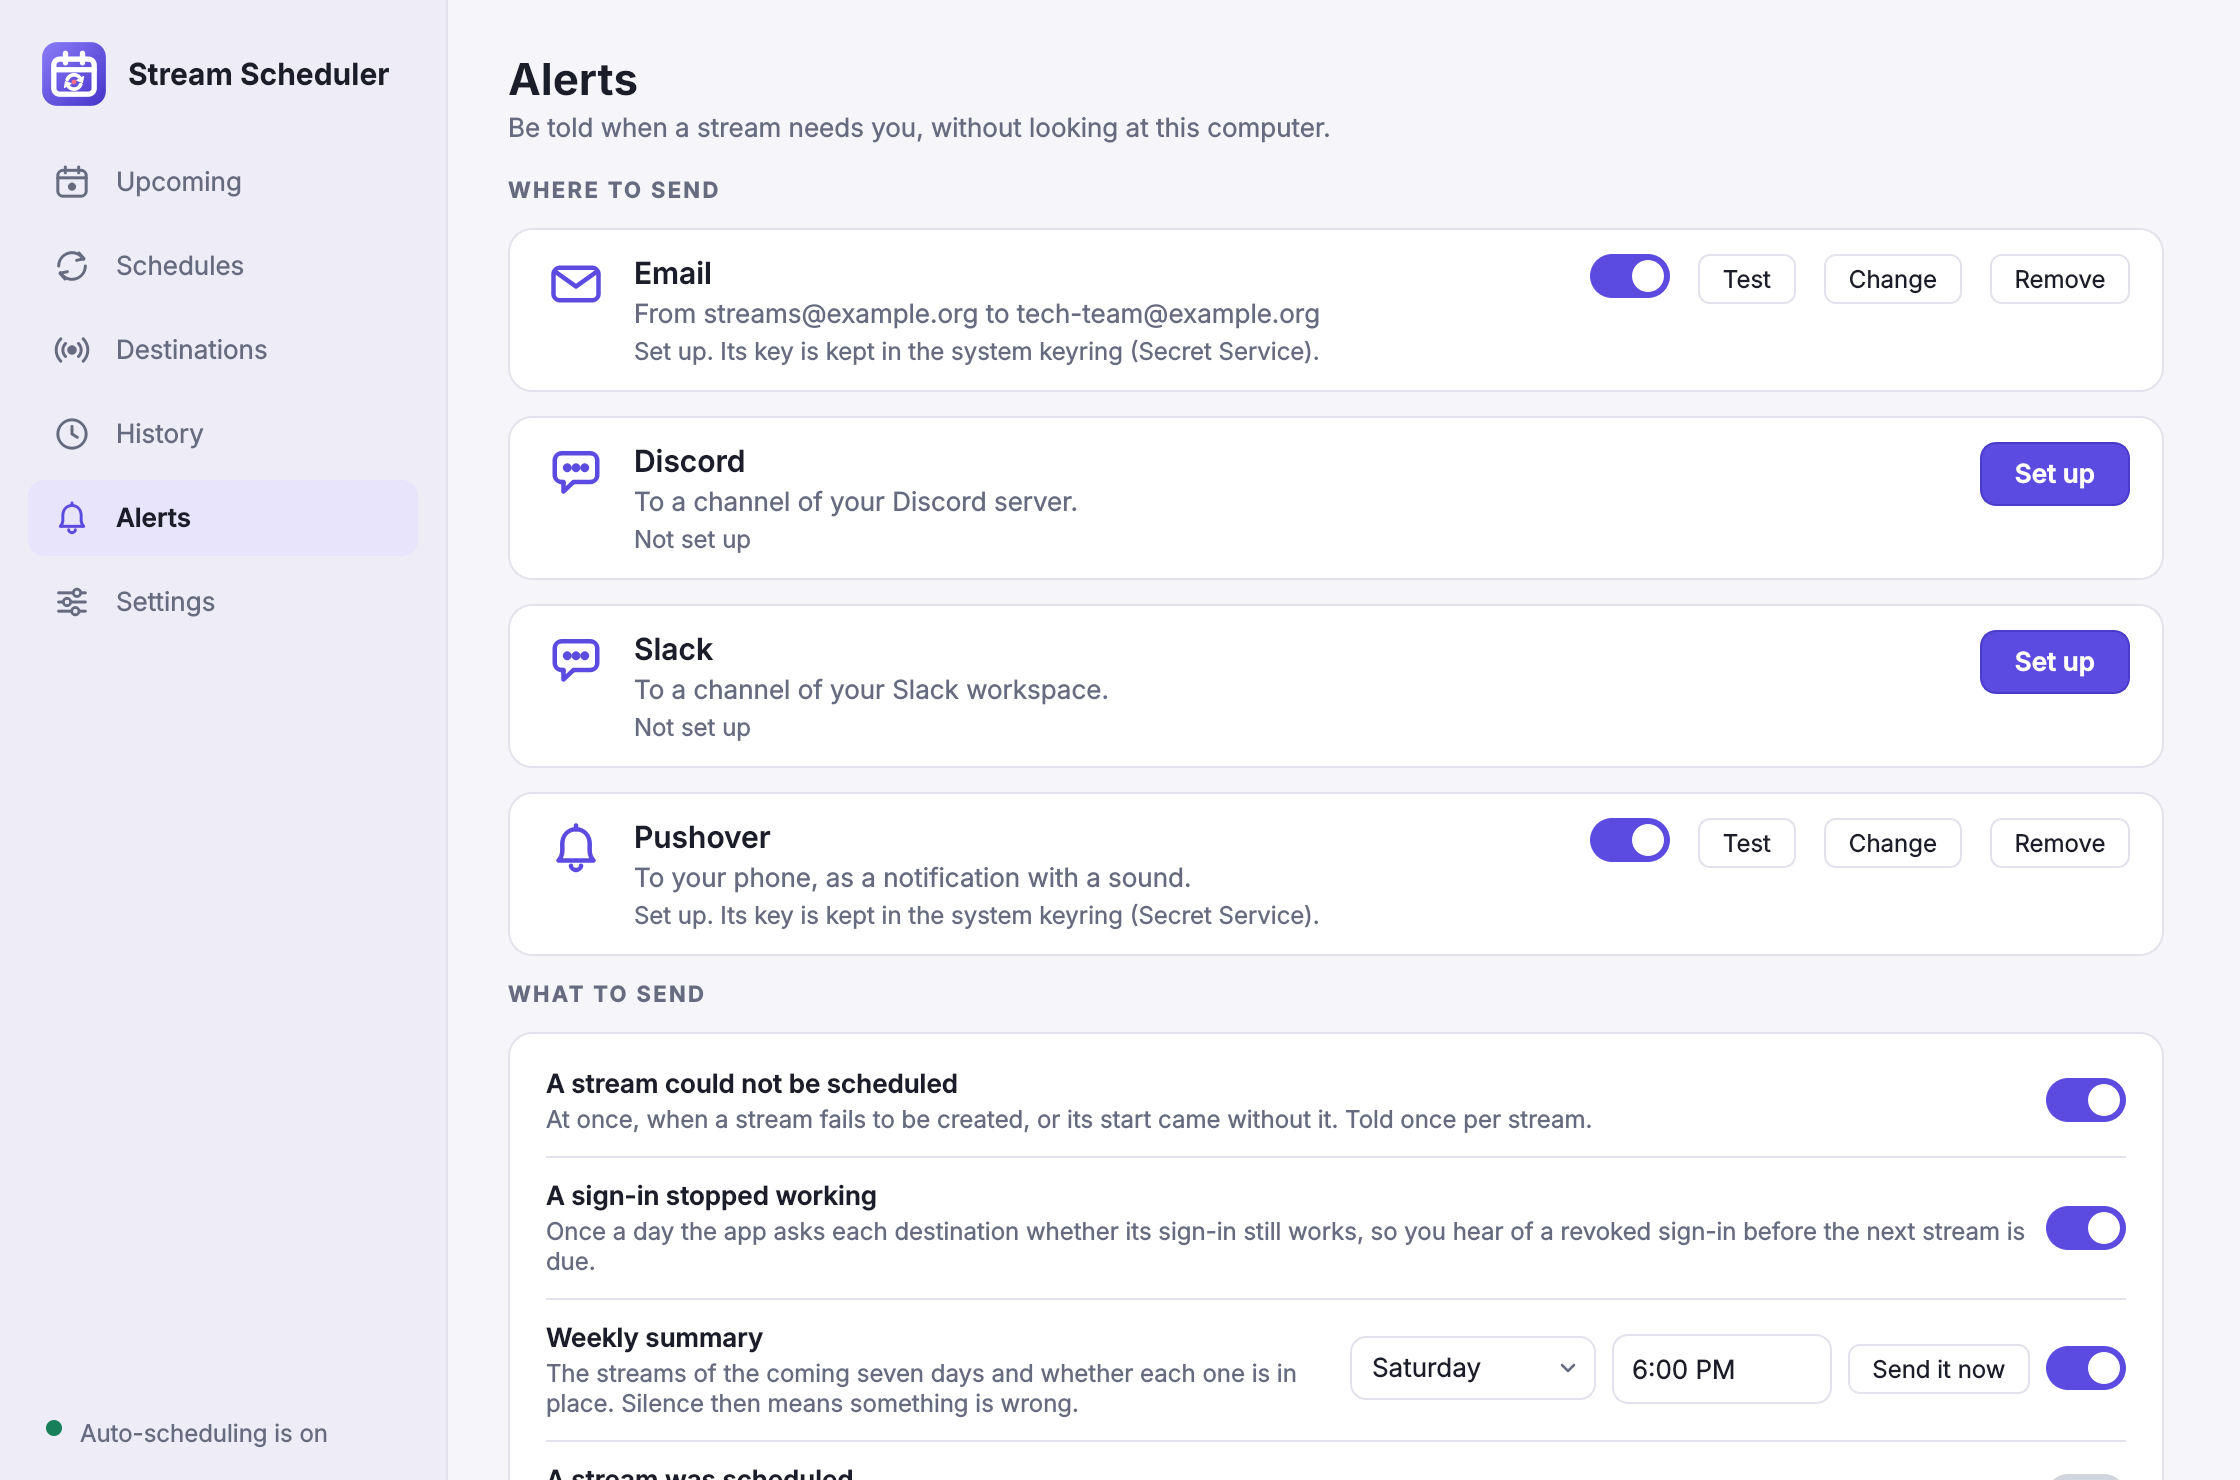 Stream Scheduler
Upcoming
Schedules
Destinations
History
Alerts
Settings
Auto-scheduling is on
Alerts
Be told when a stream needs you, without looking at this computer.
WHERE TO SEND
Email
From streams@example.org to tech-team@example.org
Set up. Its key is kept in the system keyring (Secret Service).
Test
Change
Remove
Discord
To a channel of your Discord server.
Not set up
Set up
Slack
To a channel of your Slack workspace.
Not set up
Set up
Pushover
To your phone, as a notification with a sound.
Set up. Its key is kept in the system keyring (Secret Service).
Test
Change
Remove
WHAT TO SEND
A stream could not be scheduled
At once, when a stream fails to be created, or its start came without it. Told once per stream.
A sign-in stopped working
Once a day the app asks each destination whether its sign-in still works, so you hear of a revoked sign-in before the next stream is
due.
Weekly summary
The streams of the coming seven days and whether each one is in
place. Silence then means something is wrong.
Saturday
6:00 PM
Send it now
A stream was scheduled